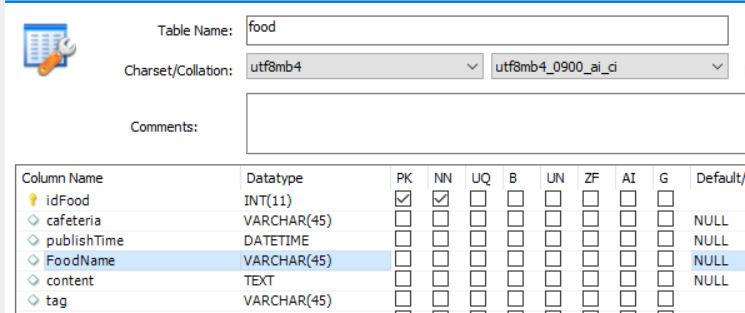 Table Name: food
Charset/Collation: utf8mb4 utf8mb4_0900_ai_ci
Comments:
Column Name Datatype PK NN UQ B UN ZF AI G Default/
idFood INT(11)
cafeteria VARCHAR(45) NULL
publishTime DATETIME NULL
FoodName VARCHAR(45) NULL
content TEXT NULL
tag VARCHAR(45)